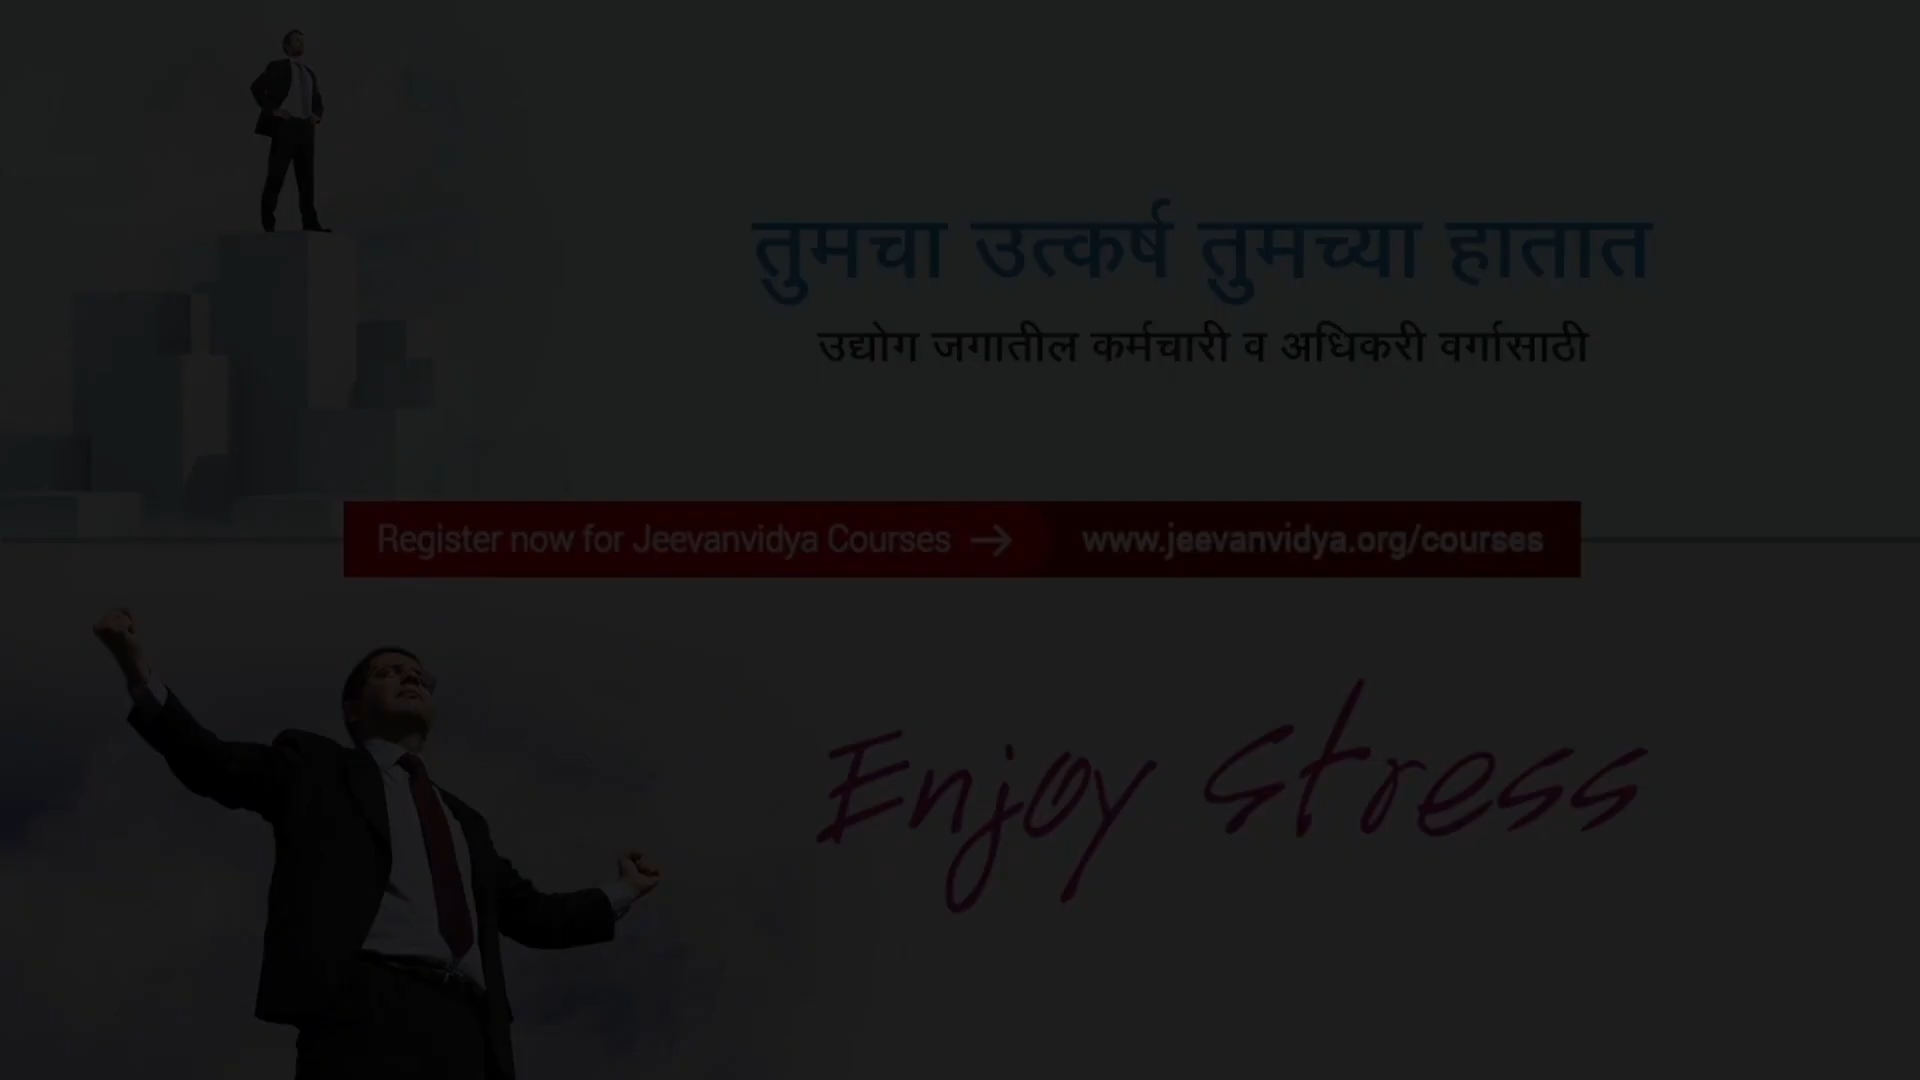 तुमचा उत्कर्ष तुमच्या हातात
उद्योग जगातील कर्मचारी व अधिकरी वर्गासाठी
Register now for Jeevanvidya Courses → www.jeevanvidya.org/courses
Enjoy Stress